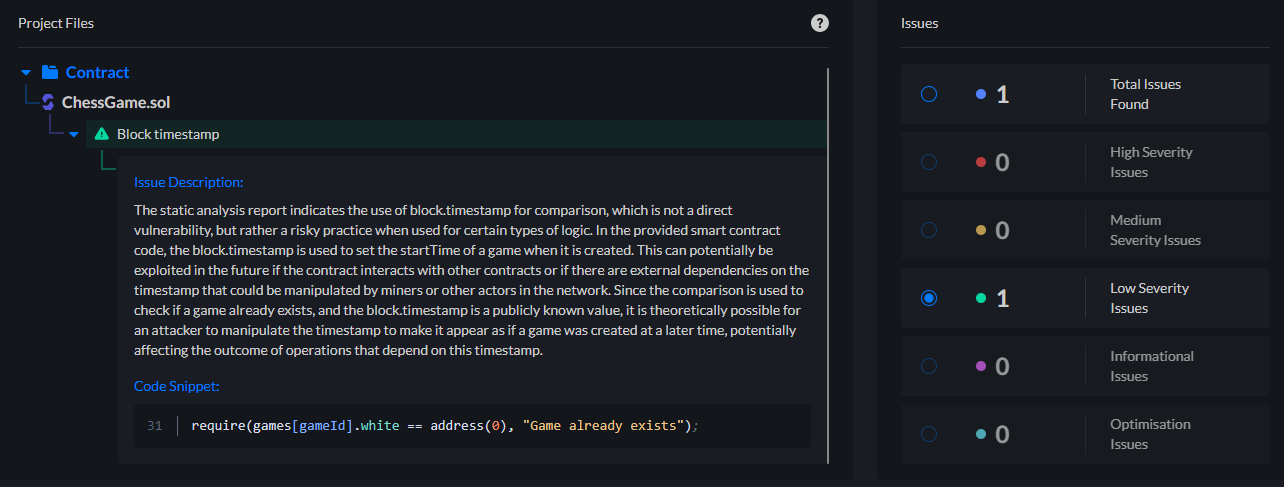 Project Files
?
Contract
ChessGame.sol
Block timestamp
Issue Description:
The static analysis report indicates the use of block.timestamp for comparison, which is not a direct
vulnerability, but rather a risky practice when used for certain types of logic. In the provided smart contract
code, the block.timestamp is used to set the startTime of a game when it is created. This can potentially be
exploited in the future if the contract interacts with other contracts or if there are external dependencies on the
timestamp that could be manipulated by miners or other actors in the network. Since the comparison is used to
check if a game already exists, and the block.timestamp is a publicly known value, it is theoretically possible for
an attacker to manipulate the timestamp to make it appear as if a game was created at a later time, potentially
affecting the outcome of operations that depend on this timestamp.
Code Snippet:
31 require(games[gameId].white == address(0), "Game already exists");
Issues
1 Total Issues
Found
0 High Severity
Issues
0 Medium
Severity Issues
1 Low Severity
Issues
0 Informational
Issues
0 Optimisation
Issues